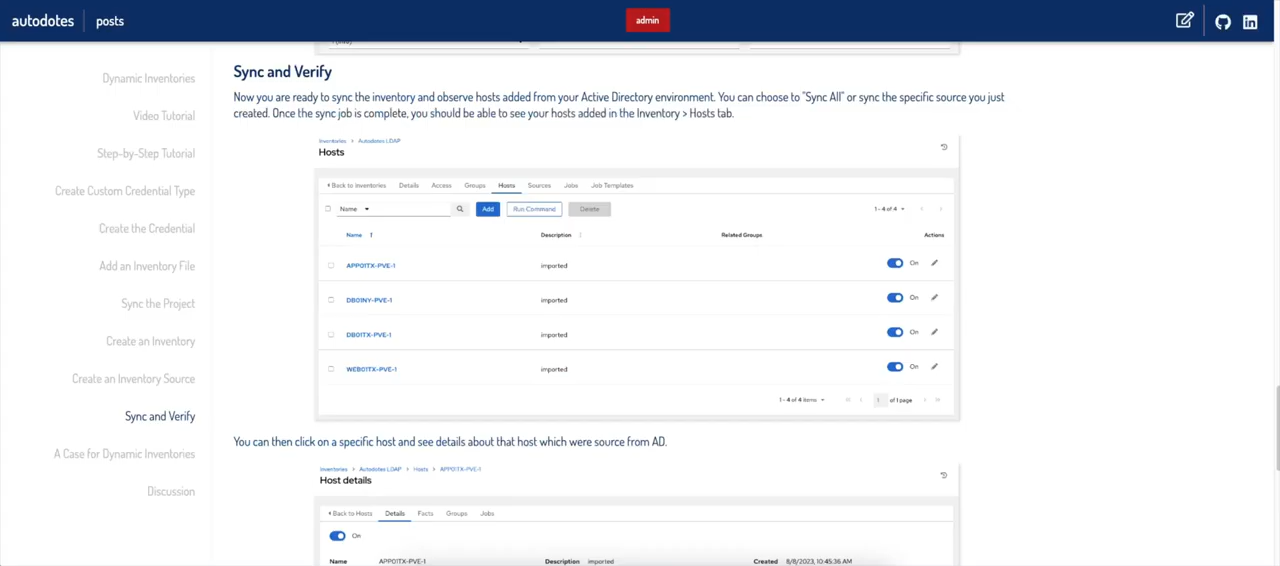 autodotes posts admin
1 (Info)
Dynamic Inventories
Video Tutorial
Step-by-Step Tutorial
Create Custom Credential Type
Create the Credential
Add an Inventory File
Sync the Project
Create an Inventory
Create an Inventory Source
Sync and Verify
A Case for Dynamic Inventories
Discussion
Sync and Verify
Now you are ready to sync the inventory and observe hosts added from your Active Directory environment. You can choose to "Sync All" or sync the specific source you just
created. Once the sync job is complete, you should be able to see your hosts added in the Inventory > Hosts tab.
Inventories > Autodotes LDAP
Hosts
Back to Inventories Details Access Groups Hosts Sources Jobs Job Templates
Name Add Run Command Delete 1 - 4 of 4
Name Description Related Groups Actions
APP01TX-PVE-1 imported On
DB01NY-PVE-1 imported On
DB01TX-PVE-1 imported On
WEB01TX-PVE-1 imported On
1 - 4 of 4 items 1 of 1 page
You can then click on a specific host and see details about that host which were source from AD.
Inventories > Autodotes LDAP > Hosts > APP01TX-PVE-1
Host details
Back to Hosts Details Facts Groups Jobs
On
Name APP01TX-PVE-1 Description imported Created 8/8/2023, 10:45:36 AM